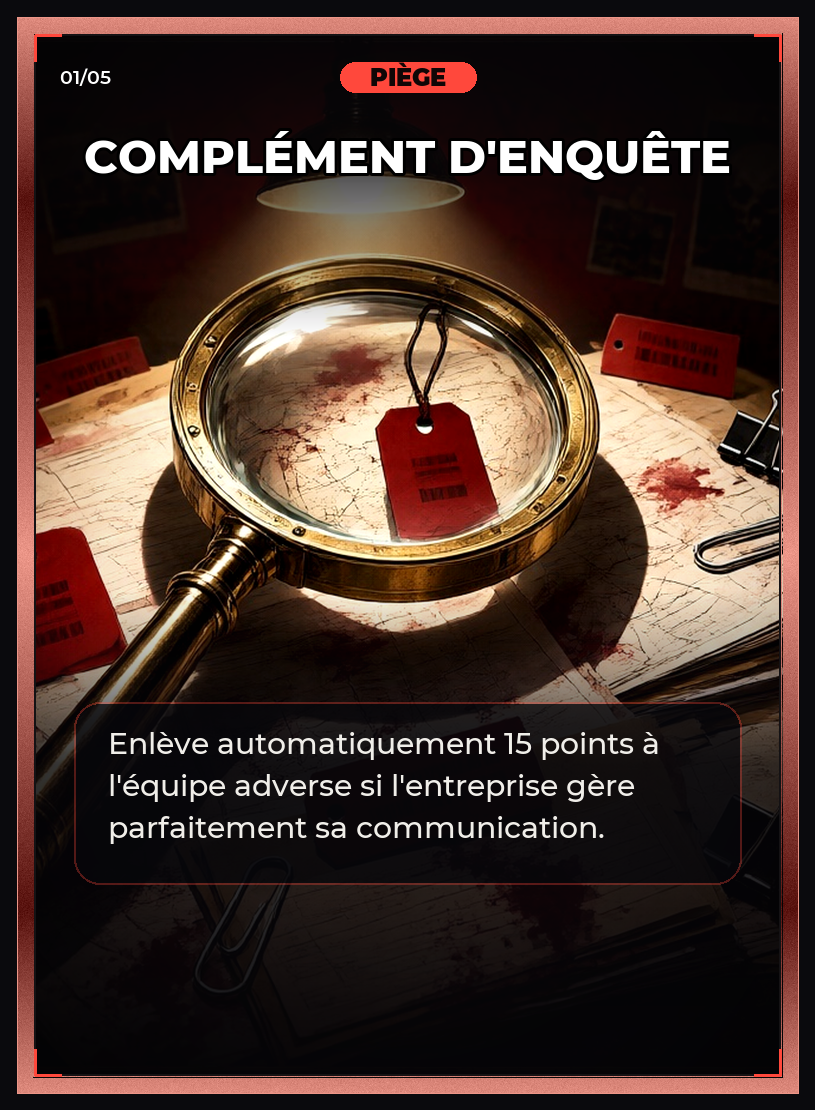 01/05
PIÈGE
COMPLÉMENT D'ENQUÊTE
Enlève automatiquement 15 points à
l'équipe adverse si l'entreprise gère
parfaitement sa communication.